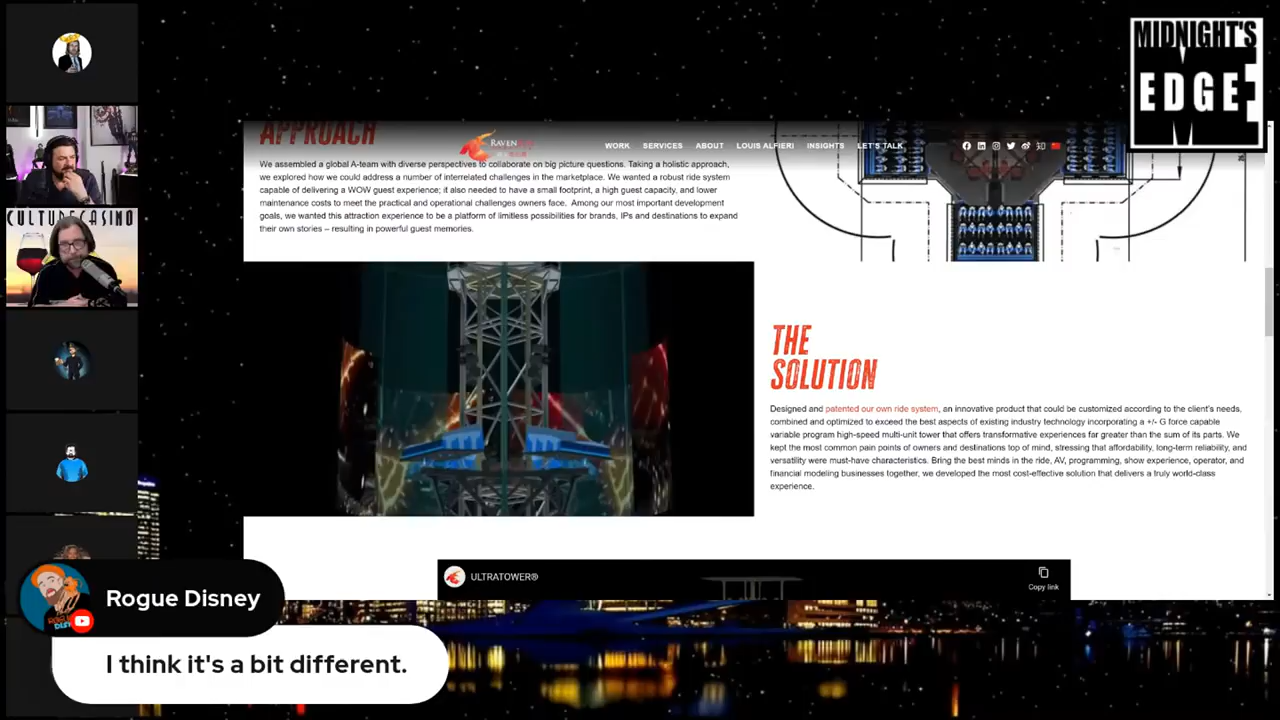 MIDNIGHT'S
EDGE
CULTURE CASINO
APPROACH
RAVEN
WORK SERVICES ABOUT LOUIS ALFIERI INSIGHTS LET'S TALK
We assembled a global A-team with diverse perspectives to collaborate on big picture questions. Taking a holistic approach,
we explored how we could address a number of interrelated challenges in the marketplace. We wanted a robust ride system
capable of delivering a WOW guest experience; it also needed to have a small footprint, a high guest capacity, and lower
maintenance costs to meet the practical and operational challenges owners face. Among our most important development
goals, we wanted this attraction experience to be a platform of limitless possibilities for brands, IPs and destinations to expand
their own stories – resulting in powerful guest memories.
THE
SOLUTION
Designed and patented our own ride system, an innovative product that could be customized according to the client's needs,
combined and optimized to exceed the best aspects of existing industry technology incorporating a +/- G force capable
variable program high-speed multi-unit tower that offers transformative experiences far greater than the sum of its parts. We
kept the most common pain points of owners and destinations top of mind, stressing that affordability, long-term reliability, and
versatility were must-have characteristics. Bring the best minds in the ride, AV, programming, show experience, operator, and
financial modeling businesses together, we developed the most cost-effective solution that delivers a truly world-class
experience.
ULTRATOWER®
Copy link
Rogue Disney
I think it's a bit different.